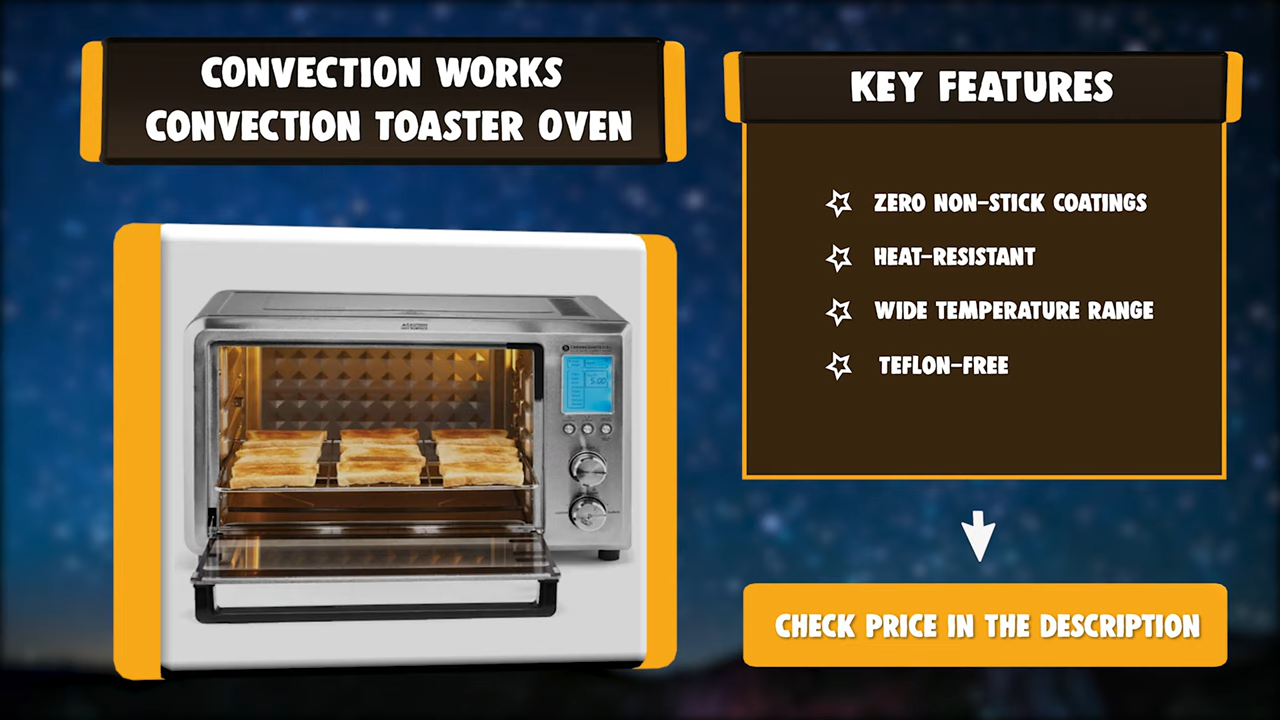 CONVECTION WORKS
CONVECTION TOASTER OVEN
KEY FEATURES
ZERO NON-STICK COATINGS
HEAT-RESISTANT
WIDE TEMPERATURE RANGE
TEFLON-FREE
5:00
CHECK PRICE IN THE DESCRIPTION